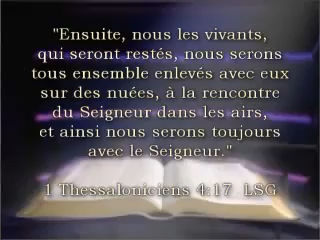 "Ensuite, nous les vivants,
qui seront restés, nous serons
tous ensemble enlevés avec eux
sur des nuées, à la rencontre
du Seigneur dans les airs,
et ainsi nous serons toujours
avec le Seigneur."
1 Thessaloniciens 4:17 LSG